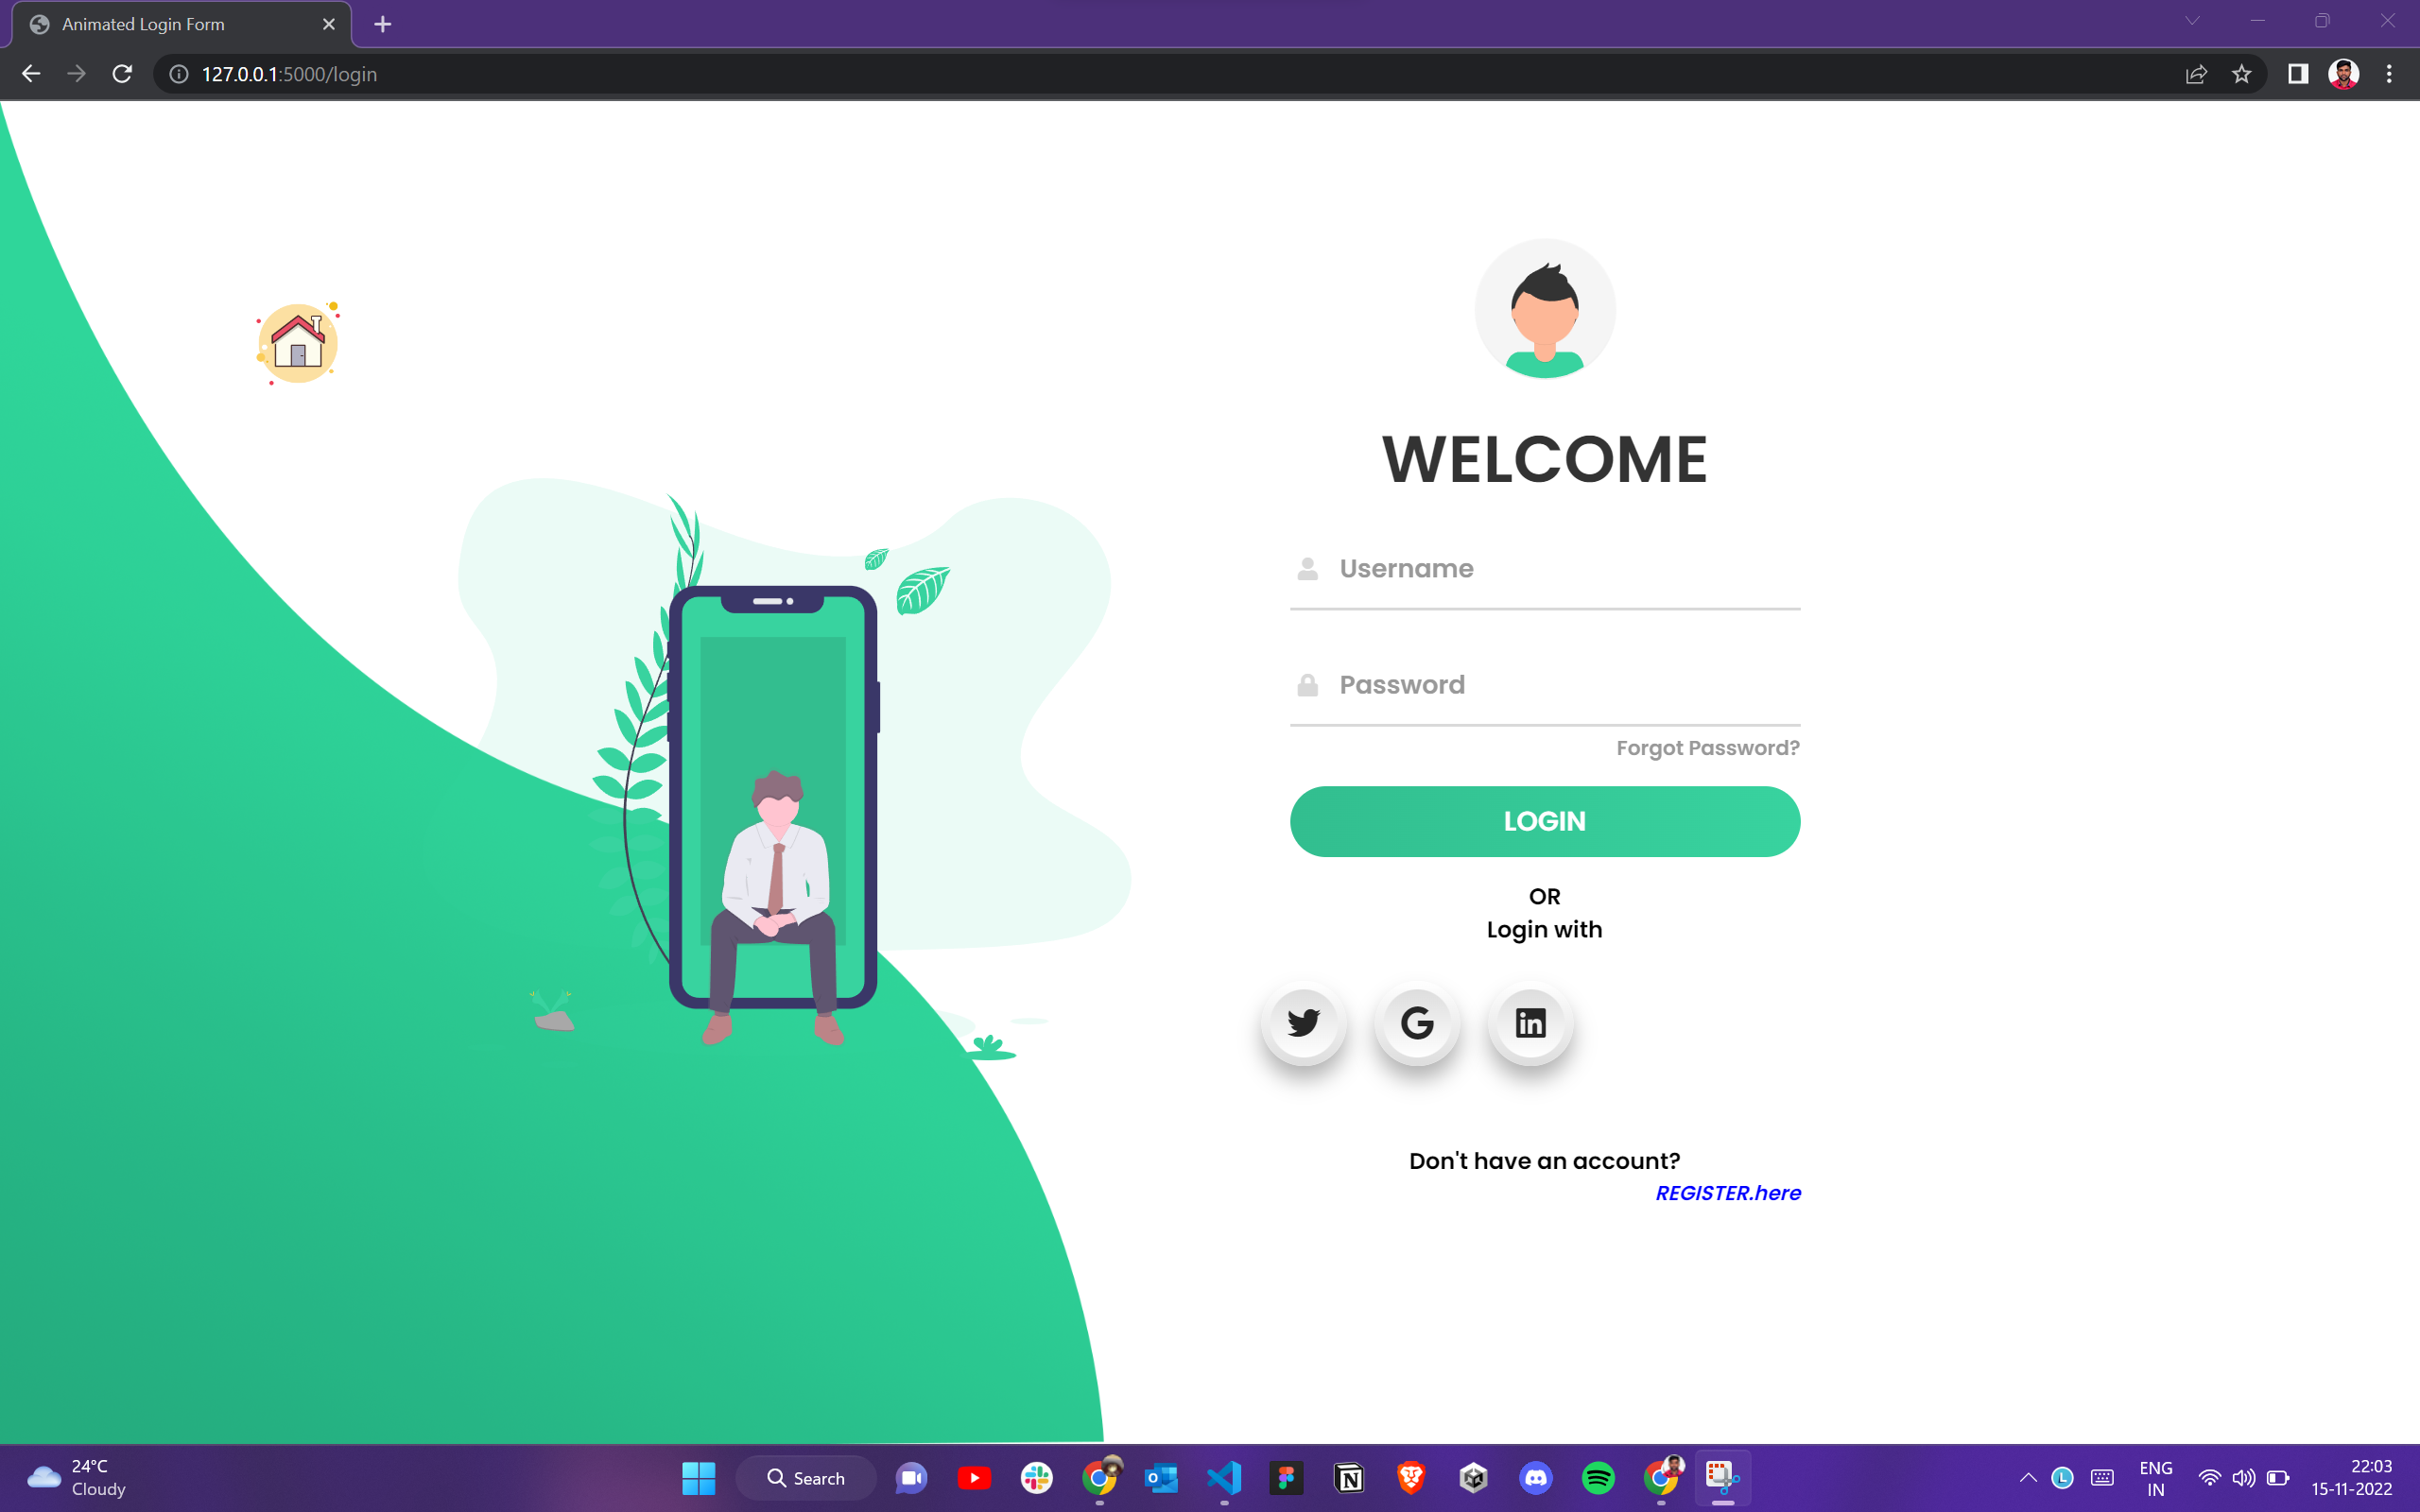 Animated Login Form
127.0.0.1:5000/login
WELCOME
Username
Password
Forgot Password?
LOGIN
OR
Login with
Don't have an account?
REGISTER.here
24°C
Cloudy
Search
ENG
IN
22:03
15-11-2022